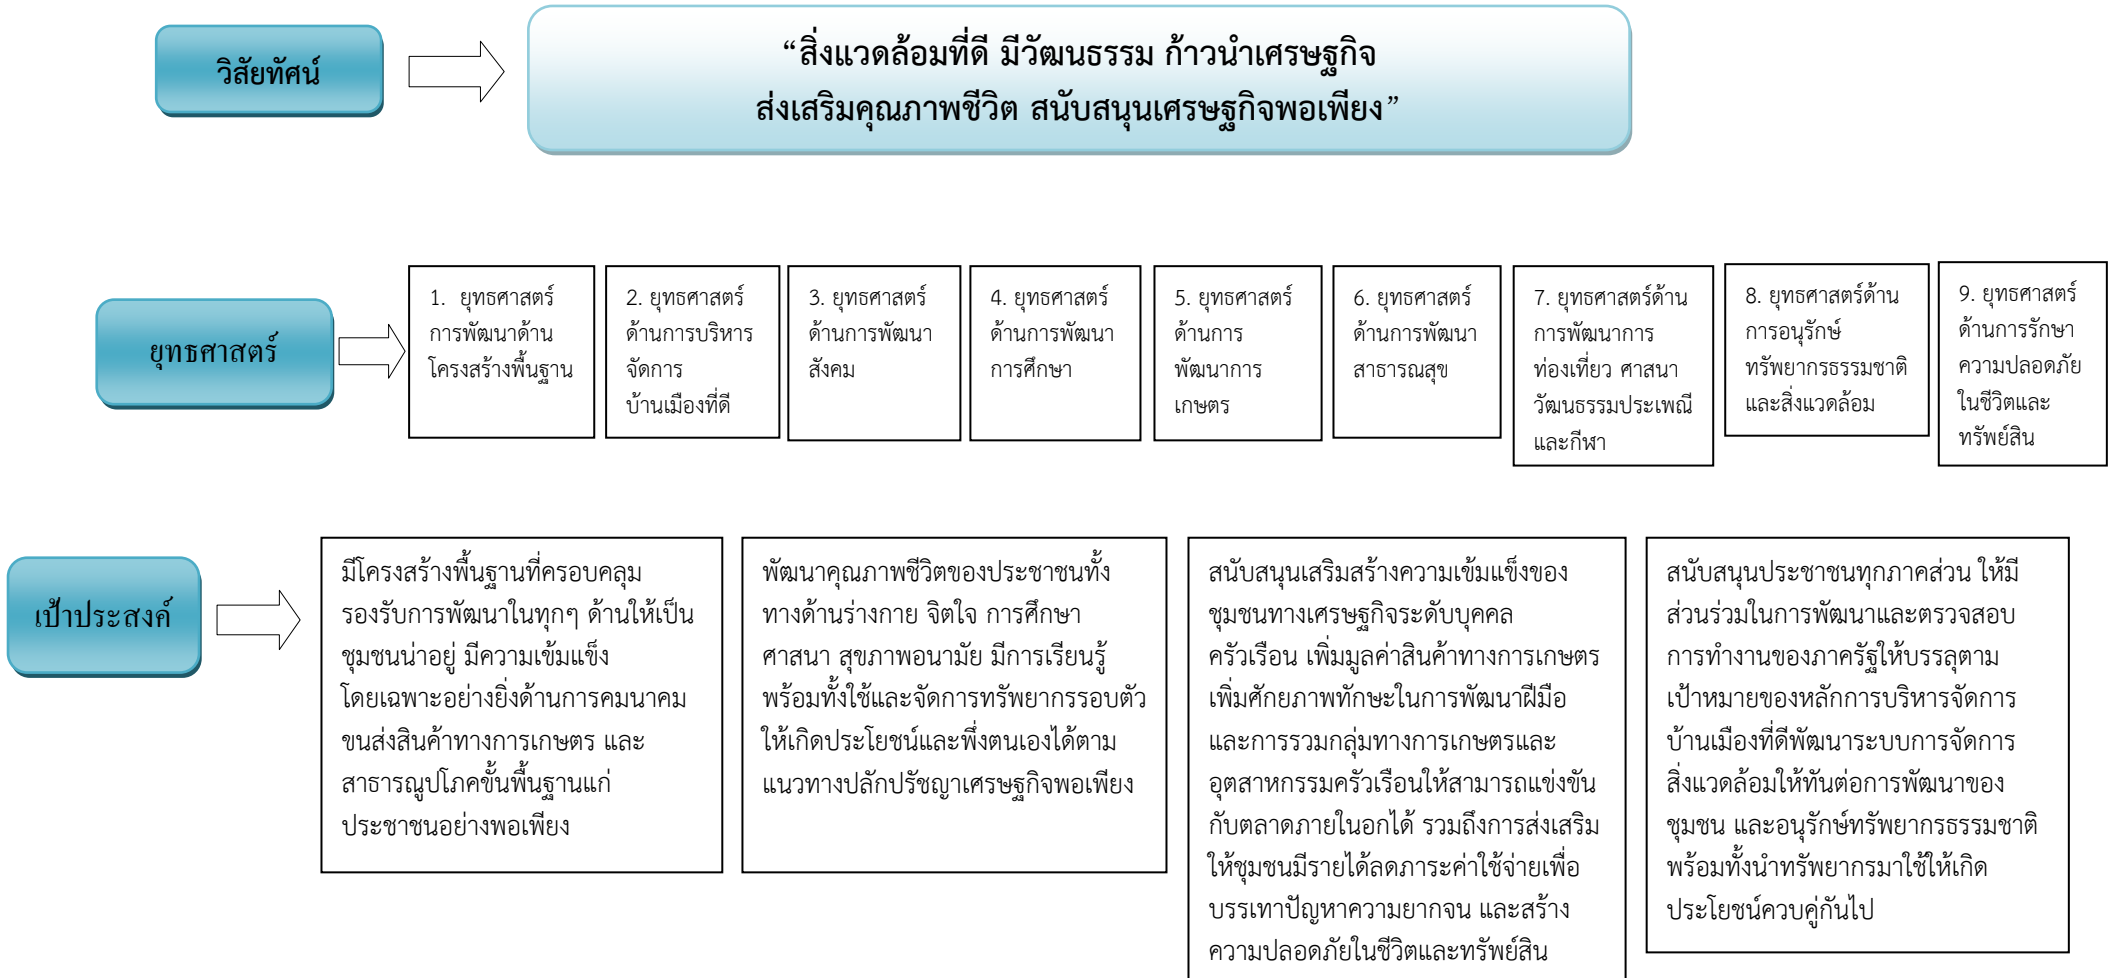 วิสัยทัศน์
“สิ่งแวดล้อมที่ดี มีวัฒนธรรม ก้าวนำเศรษฐกิจ
ส่งเสริมคุณภาพชีวิต สนับสนุนเศรษฐกิจพอเพียง”
ยุทธศาสตร์
1. ยุทธศาสตร์
การพัฒนาด้าน
โครงสร้างพื้นฐาน
2. ยุทธศาสตร์
ด้านการบริหาร
จัดการ
บ้านเมืองที่ดี
3. ยุทธศาสตร์
ด้านการพัฒนา
สังคม
4. ยุทธศาสตร์
ด้านการพัฒนา
การศึกษา
5. ยุทธศาสตร์
ด้านการ
พัฒนาการ
เกษตร
6. ยุทธศาสตร์
ด้านการพัฒนา
สาธารณสุข
7. ยุทธศาสตร์ด้าน
การพัฒนาการ
ท่องเที่ยว ศาสนา
วัฒนธรรมประเพณี
และกีฬา
8. ยุทธศาสตร์ด้าน
การอนุรักษ์
ทรัพยากรธรรมชาติ
และสิ่งแวดล้อม
9. ยุทธศาสตร์
ด้านการรักษา
ความปลอดภัย
ในชีวิตและ
ทรัพย์สิน
เป้าประสงค์
มีโครงสร้างพื้นฐานที่ครอบคลุม
รองรับการพัฒนาในทุกๆ ด้านให้เป็น
ชุมชนน่าอยู่ มีความเข้มแข็ง
โดยเฉพาะอย่างยิ่งด้านการคมนาคม
ขนส่งสินค้าทางการเกษตร และ
สาธารณูปโภคขั้นพื้นฐานแก่
ประชาชนอย่างพอเพียง
พัฒนาคุณภาพชีวิตของประชาชนทั้ง
ทางด้านร่างกาย จิตใจ การศึกษา
ศาสนา สุขภาพอนามัย มีการเรียนรู้
พร้อมทั้งใช้และจัดการทรัพยากรรอบตัว
ให้เกิดประโยชน์และพึ่งตนเองได้ตาม
แนวทางปลักปรัชญาเศรษฐกิจพอเพียง
สนับสนุนเสริมสร้างความเข้มแข็งของ
ชุมชนทางเศรษฐกิจระดับบุคคล
ครัวเรือน เพิ่มมูลค่าสินค้าทางการเกษตร
เพิ่มศักยภาพทักษะในการพัฒนาฝีมือ
และการรวมกลุ่มทางการเกษตรและ
อุตสาหกรรมครัวเรือนให้สามารถแข่งขัน
กับตลาดภายในอกได้ รวมถึงการส่งเสริม
ให้ชุมชนมีรายได้ลดภาระค่าใช้จ่ายเพื่อ
บรรเทาปัญหาความยากจน และสร้าง
ความปลอดภัยในชีวิตและทรัพย์สิน
สนับสนุนประชาชนทุกภาคส่วน ให้มี
ส่วนร่วมในการพัฒนาและตรวจสอบ
การทำงานของภาครัฐให้บรรลุตาม
เป้าหมายของหลักการบริหารจัดการ
บ้านเมืองที่ดีพัฒนาระบบการจัดการ
สิ่งแวดล้อมให้ทันต่อการพัฒนาของ
ชุมชน และอนุรักษ์ทรัพยากรธรรมชาติ
พร้อมทั้งนำทรัพยากรมาใช้ให้เกิด
ประโยชน์ควบคู่กันไป